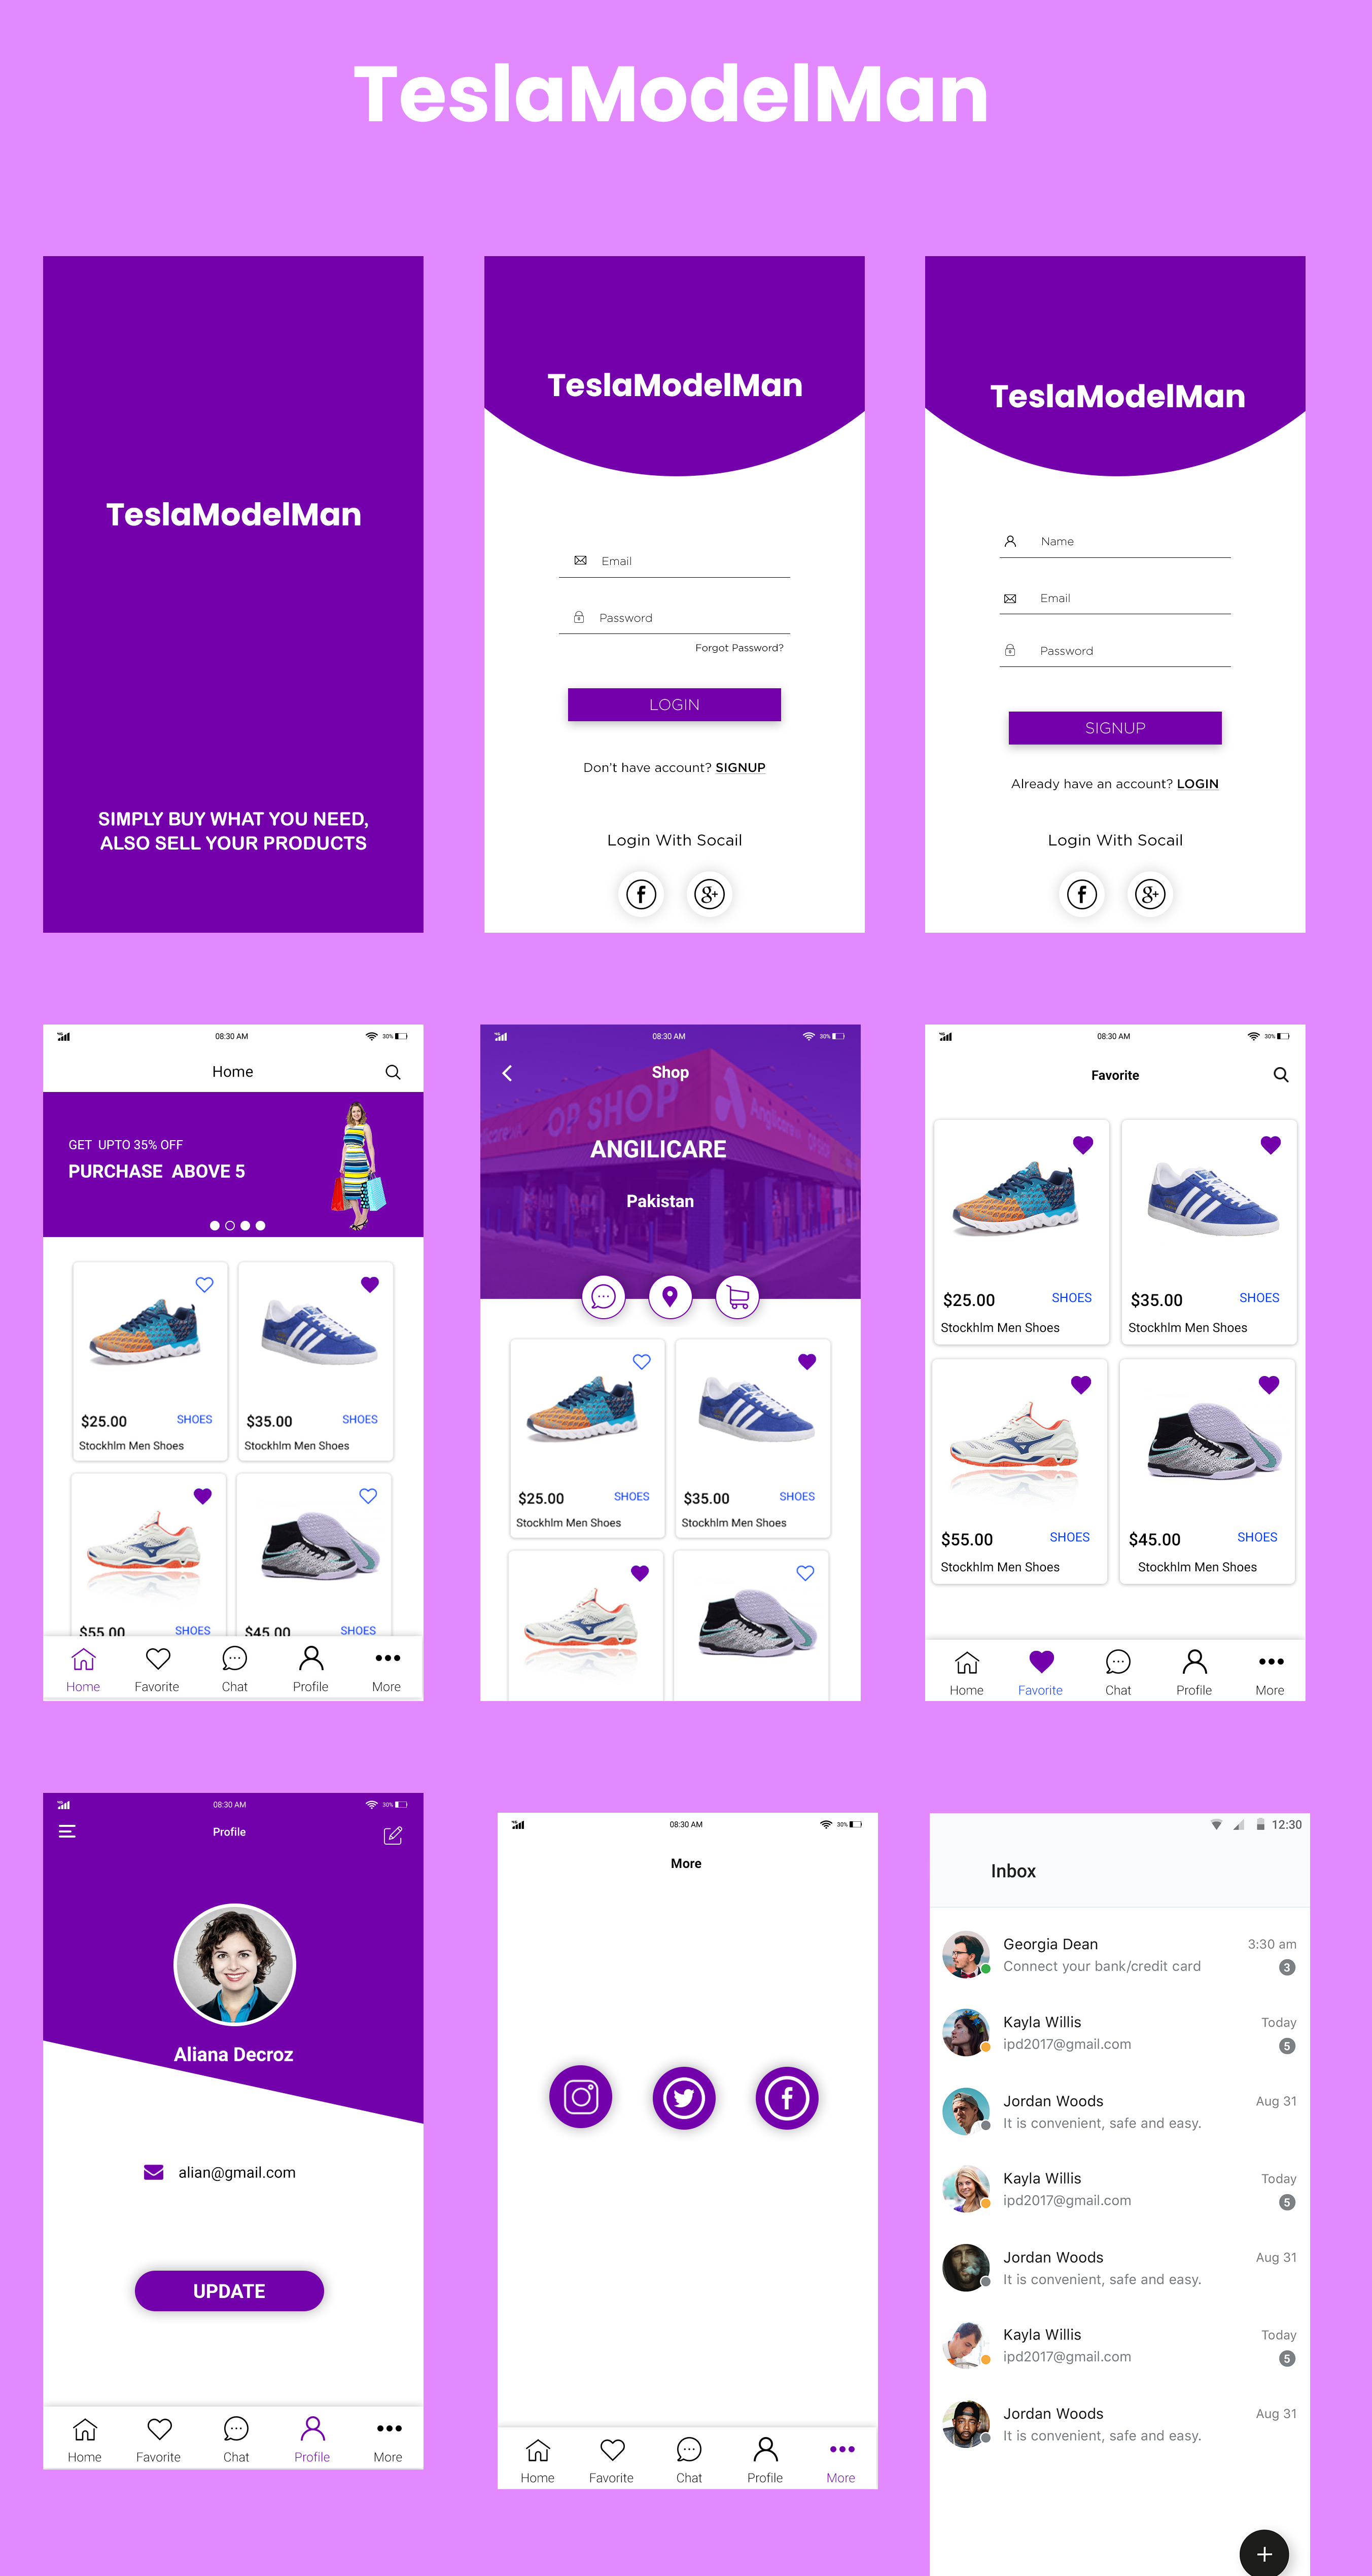 TeslaModelMan
TeslaModelMan
SIMPLY BUY WHAT YOU NEED,
ALSO SELL YOUR PRODUCTS
TeslaModelMan
Email
Password
Forgot Password?
LOGIN
Don't have account? SIGNUP
Login With Socail
f
g+
TeslaModelMan
Name
Email
Password
SIGNUP
Already have an account? LOGIN
Login With Socail
f
g+
08:30 AM
30%
Home
GET UPTO 35% OFF
PURCHASE ABOVE 5
$25.00 SHOES
Stockhlm Men Shoes
$35.00 SHOES
Stockhlm Men Shoes
$55.00 SHOES
$45.00 SHOES
Home Favorite Chat Profile More
08:30 AM
30%
Shop
OP SHOP
Anglicare
ANGILICARE
Pakistan
$25.00 SHOES
Stockhlm Men Shoes
$35.00 SHOES
Stockhlm Men Shoes
08:30 AM
30%
Favorite
$25.00 SHOES
Stockhlm Men Shoes
$35.00 SHOES
Stockhlm Men Shoes
$55.00 SHOES
Stockhlm Men Shoes
$45.00 SHOES
Stockhlm Men Shoes
Home Favorite Chat Profile More
08:30 AM
30%
Profile
Aliana Decroz
alian@gmail.com
UPDATE
Home Favorite Chat Profile More
08:30 AM
30%
More
f
Home Favorite Chat Profile More
12:30
Inbox
Georgia Dean 3:30 am
Connect your bank/credit card 3
Kayla Willis Today
ipd2017@gmail.com 5
Jordan Woods Aug 31
It is convenient, safe and easy.
Kayla Willis Today
ipd2017@gmail.com 5
Jordan Woods Aug 31
It is convenient, safe and easy.
Kayla Willis Today
ipd2017@gmail.com 5
Jordan Woods Aug 31
It is convenient, safe and easy.
+